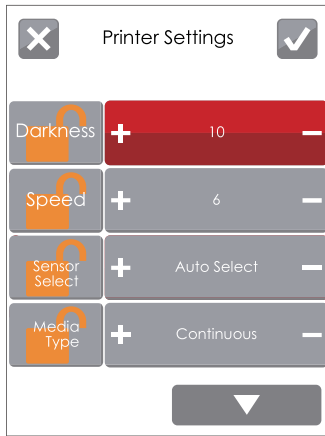 Printer Settings
Darkness
+ 10 −
Speed
+ 6 −
Sensor
Select
+ Auto Select −
Media
Type
+ Continuous −